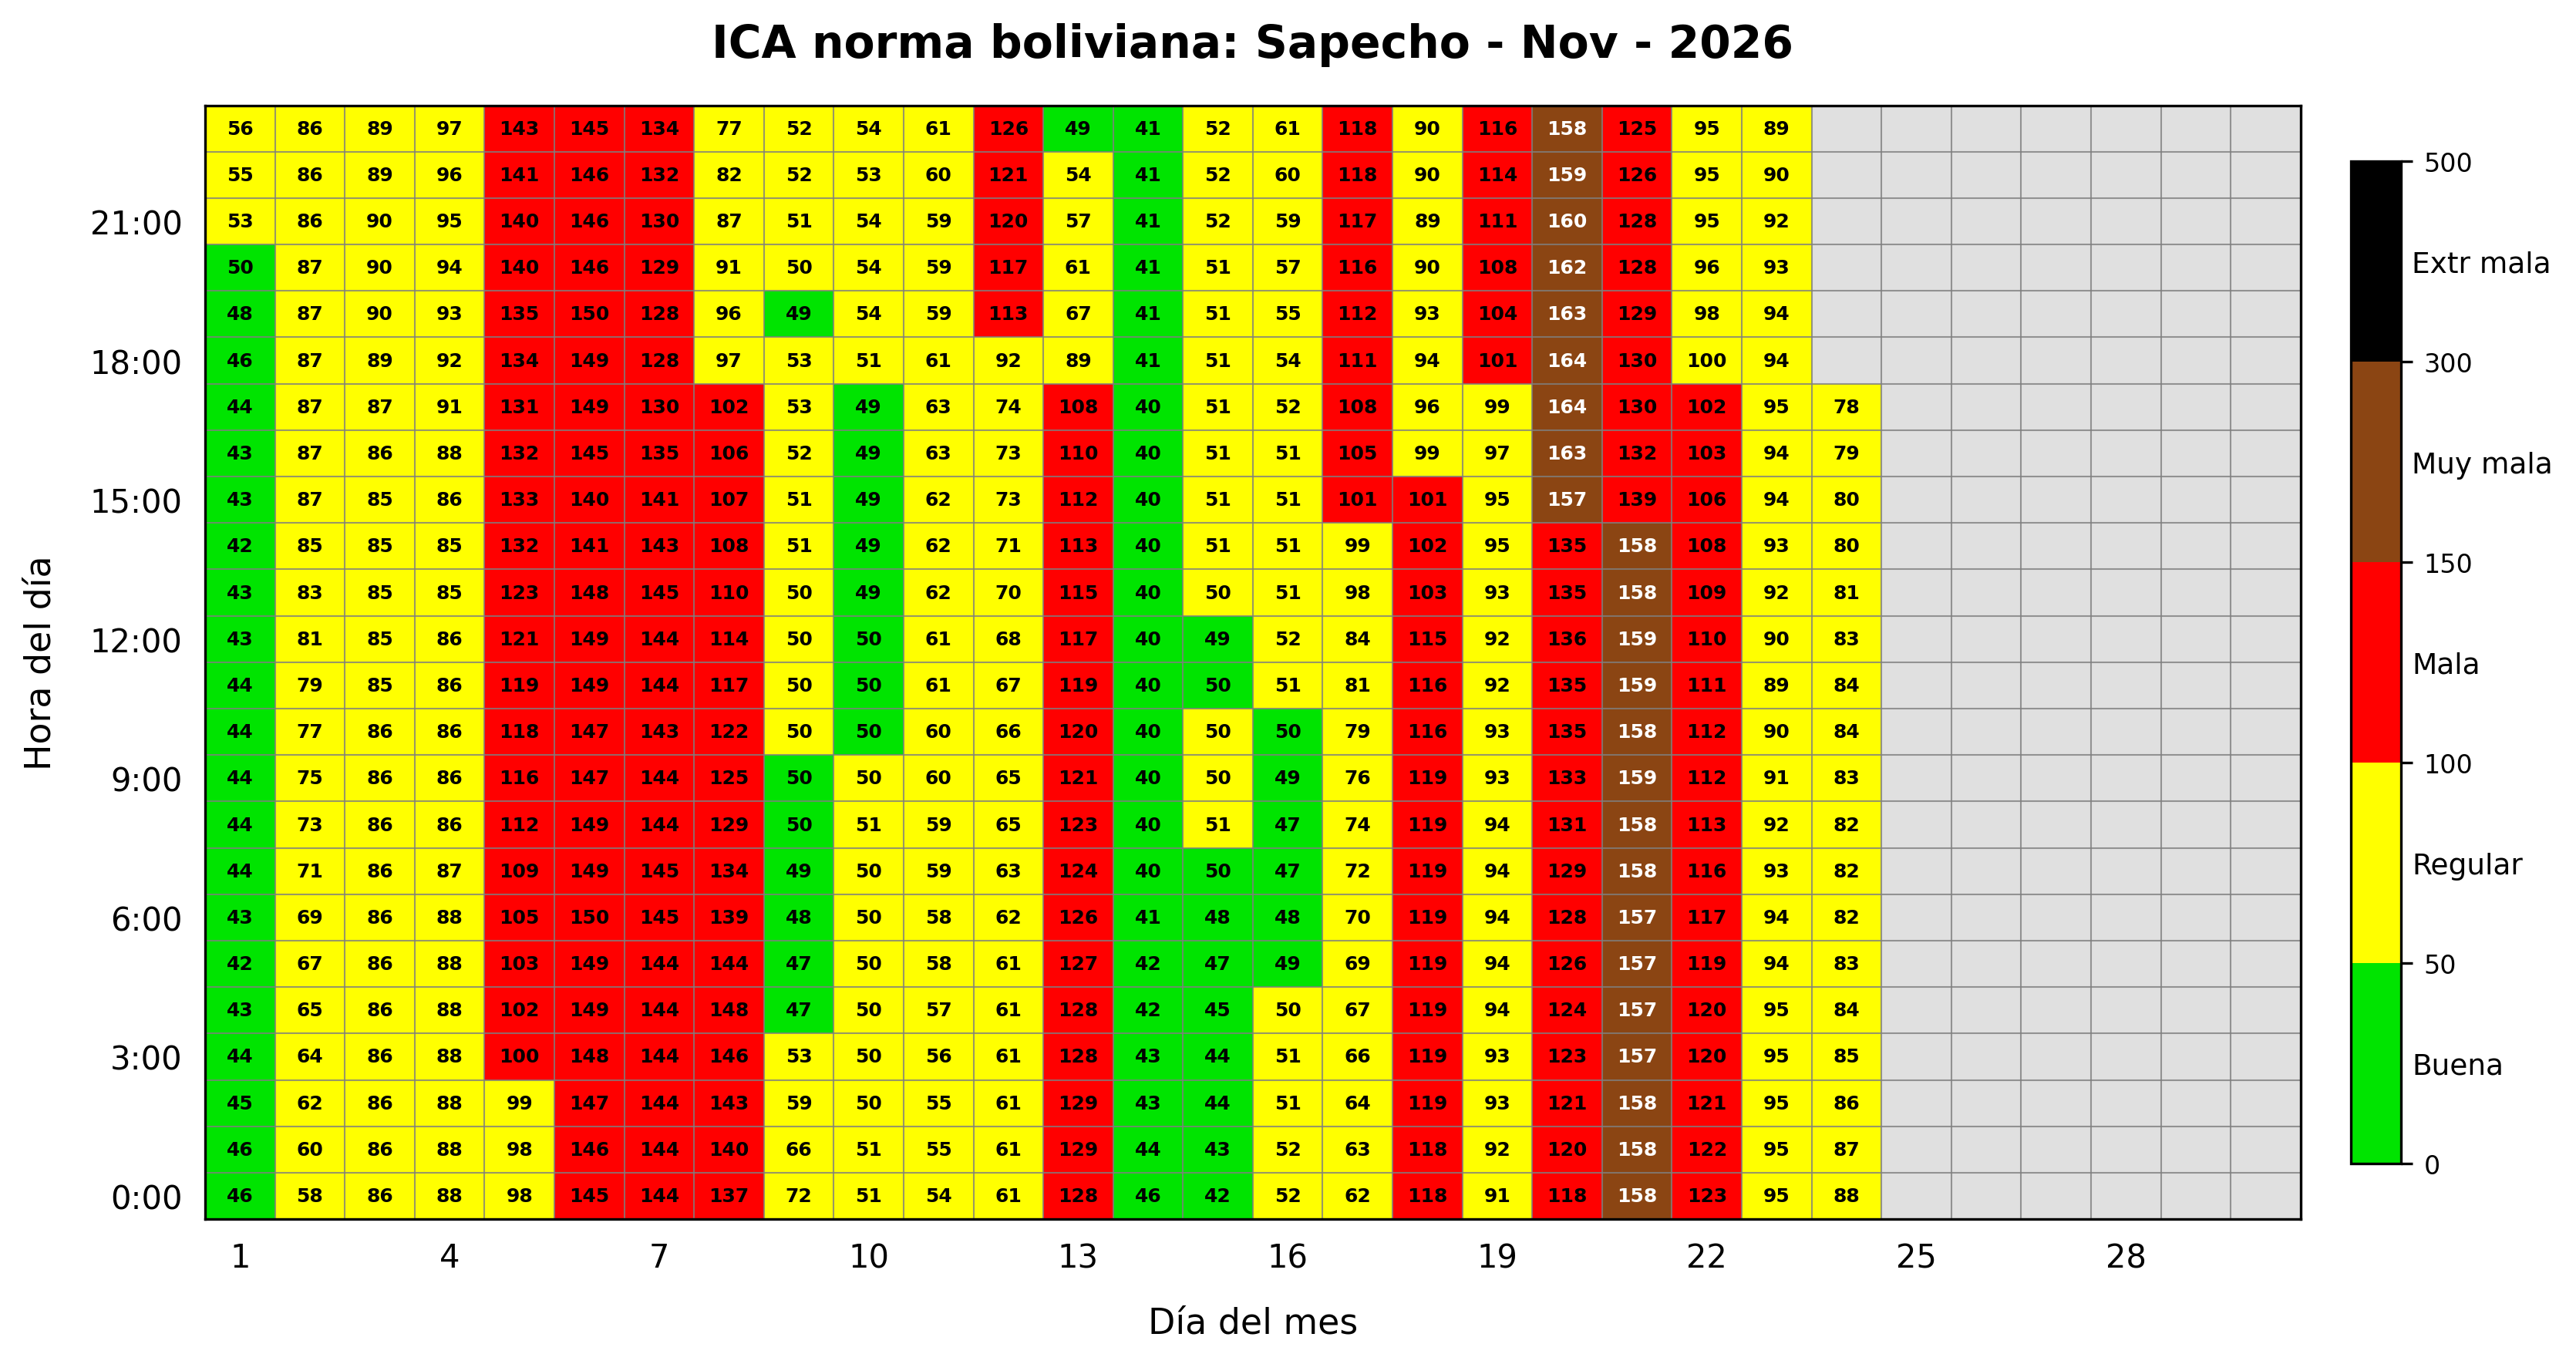 ICA norma boliviana: Sapecho - Nov - 2026
56 86 89 97 143 145 134 77 52 54 61 126 49 41 52 61 118 90 116 158 125 95 89
55 86 89 96 141 146 132 82 52 53 60 121 54 41 52 60 118 90 114 159 126 95 90
21:00 53 86 90 95 140 146 130 87 51 54 59 120 57 41 52 59 117 89 111 160 128 95 92
50 87 90 94 140 146 129 91 50 54 59 117 61 41 51 57 116 90 108 162 128 96 93
48 87 90 93 135 150 128 96 49 54 59 113 67 41 51 55 112 93 104 163 129 98 94
18:00 46 87 89 92 134 149 128 97 53 51 61 92 89 41 51 54 111 94 101 164 130 100 94
44 87 87 91 131 149 130 102 53 49 63 74 108 40 51 52 108 96 99 164 130 102 95 78
43 87 86 88 132 145 135 106 52 49 63 73 110 40 51 51 105 99 97 163 132 103 94 79
15:00 43 87 85 86 133 140 141 107 51 49 62 73 112 40 51 51 101 101 95 157 139 106 94 80
42 85 85 85 132 141 143 108 51 49 62 71 113 40 51 51 99 102 95 135 158 108 93 80
43 83 85 85 123 148 145 110 50 49 62 70 115 40 50 51 98 103 93 135 158 109 92 81
12:00 43 81 85 86 121 149 144 114 50 50 61 68 117 40 49 52 84 115 92 136 159 110 90 83
44 79 85 86 119 149 144 117 50 50 61 67 119 40 50 51 81 116 92 135 159 111 89 84
44 77 86 86 118 147 143 122 50 50 60 66 120 40 50 50 79 116 93 135 158 112 90 84
9:00 44 75 86 86 116 147 144 125 50 50 60 65 121 40 50 49 76 119 93 133 159 112 91 83
44 73 86 86 112 149 144 129 50 51 59 65 123 40 51 47 74 119 94 131 158 113 92 82
44 71 86 87 109 149 145 134 49 50 59 63 124 40 50 47 72 119 94 129 158 116 93 82
6:00 43 69 86 88 105 150 145 139 48 50 58 62 126 41 48 48 70 119 94 128 157 117 94 82
42 67 86 88 103 149 144 144 47 50 58 61 127 42 47 49 69 119 94 126 157 119 94 83
43 65 86 88 102 149 144 148 47 50 57 61 128 42 45 50 67 119 94 124 157 120 95 84
3:00 44 64 86 88 100 148 144 146 53 50 56 61 128 43 44 51 66 119 93 123 157 120 95 85
45 62 86 88 99 147 144 143 59 50 55 61 129 43 44 51 64 119 93 121 158 121 95 86
46 60 86 88 98 146 144 140 66 51 55 61 129 44 43 52 63 118 92 120 158 122 95 87
0:00 46 58 86 88 98 145 144 137 72 51 54 61 128 46 42 52 62 118 91 118 158 123 95 88
1 4 7 10 13 16 19 22 25 28
Hora del día
Día del mes
500
Extr mala
300
Muy mala
150
Mala
100
Regular
50
Buena
0